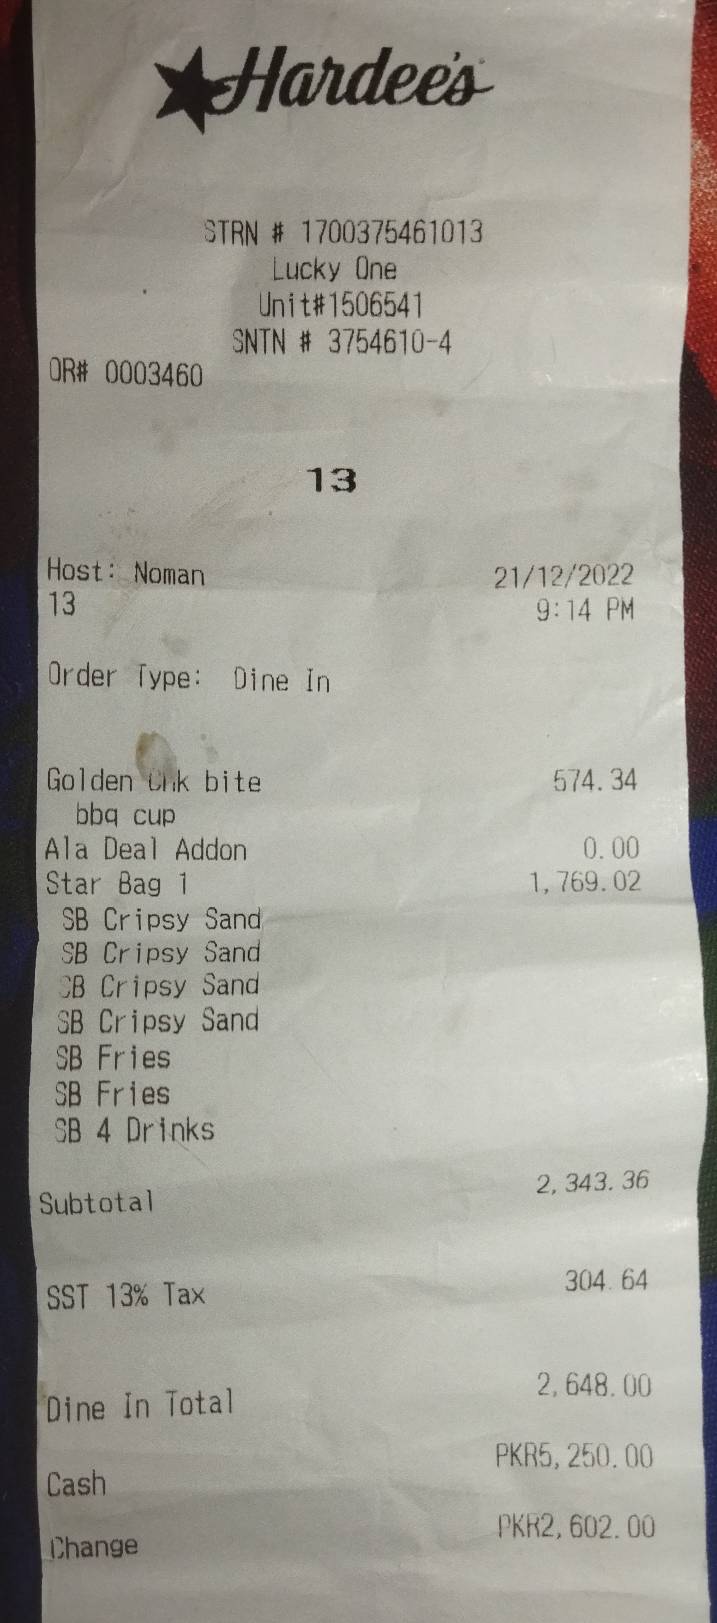 Hardee's
STRN # 1700375461013
Lucky One
Unit#1506541
SNTN # 3754610-4
OR# 0003460
13
Host: Noman 21/12/2022
13 9:14 PM
Order Type: Dine In
Golden Chk bite 574.34
bbq cup
Ala Deal Addon 0.00
Star Bag 1 1,769.02
SB Cripsy Sand
SB Cripsy Sand
SB Cripsy Sand
SB Cripsy Sand
SB Fries
SB Fries
SB 4 Drinks
Subtotal 2,343.36
SST 13% Tax 304.64
Dine In Total 2,648.00
Cash PKR5,250.00
Change PKR2,602.00